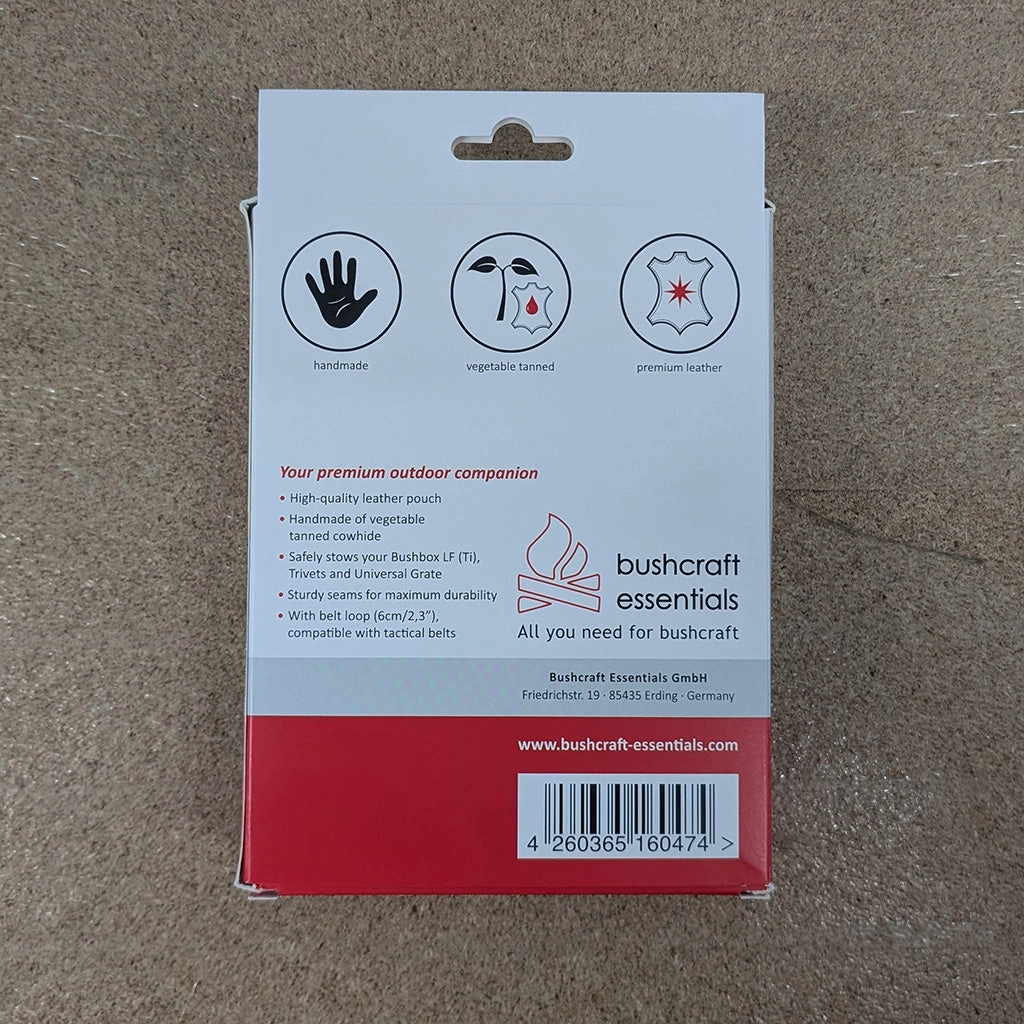 handmade
vegetable tanned
premium leather
Your premium outdoor companion
• High-quality leather pouch
• Handmade of vegetable
tanned cowhide
• Safely stows your Bushbox LF (Ti),
Trivets and Universal Grate
• Sturdy seams for maximum durability
• With belt loop (6cm/2,3”),
compatible with tactical belts
bushcraft
essentials
All you need for bushcraft
Bushcraft Essentials GmbH
Friedrichstr. 19 · 85435 Erding · Germany
www.bushcraft-essentials.com
4 260365 160474 >